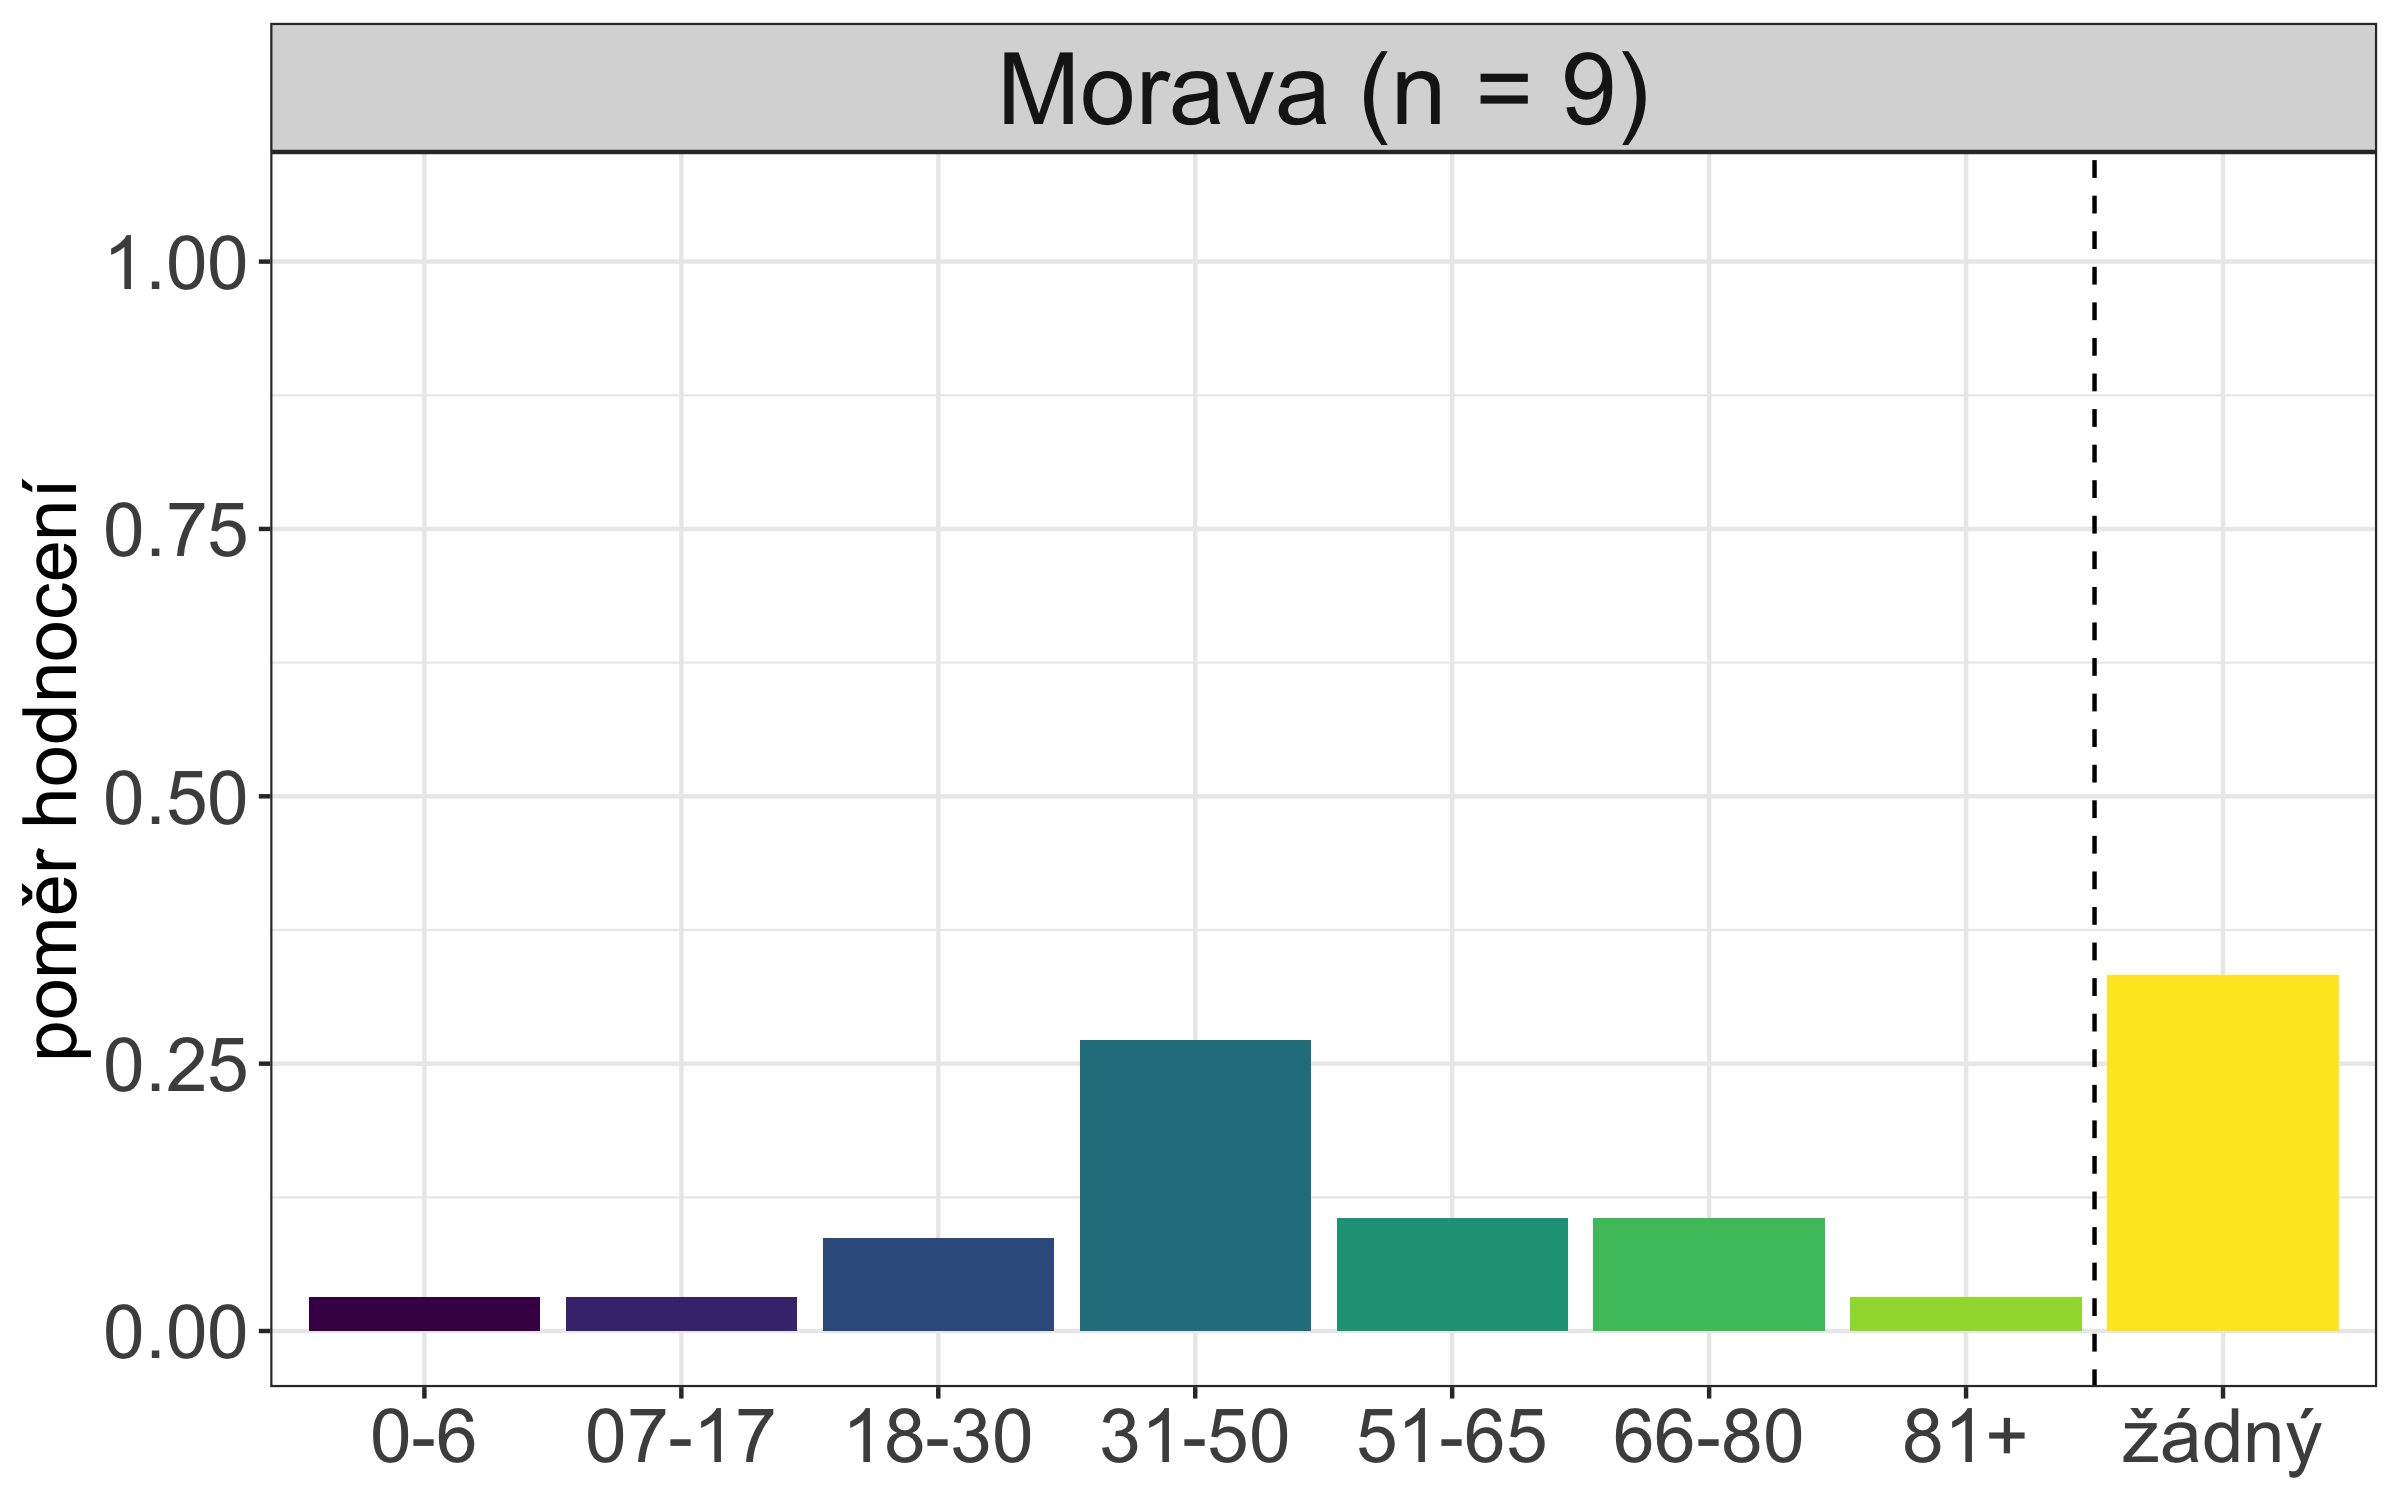 Morava (n = 9)
poměr hodnocení
1.00
0.75
0.50
0.25
0.00
0-6 07-17 18-30 31-50 51-65 66-80 81+ žádný